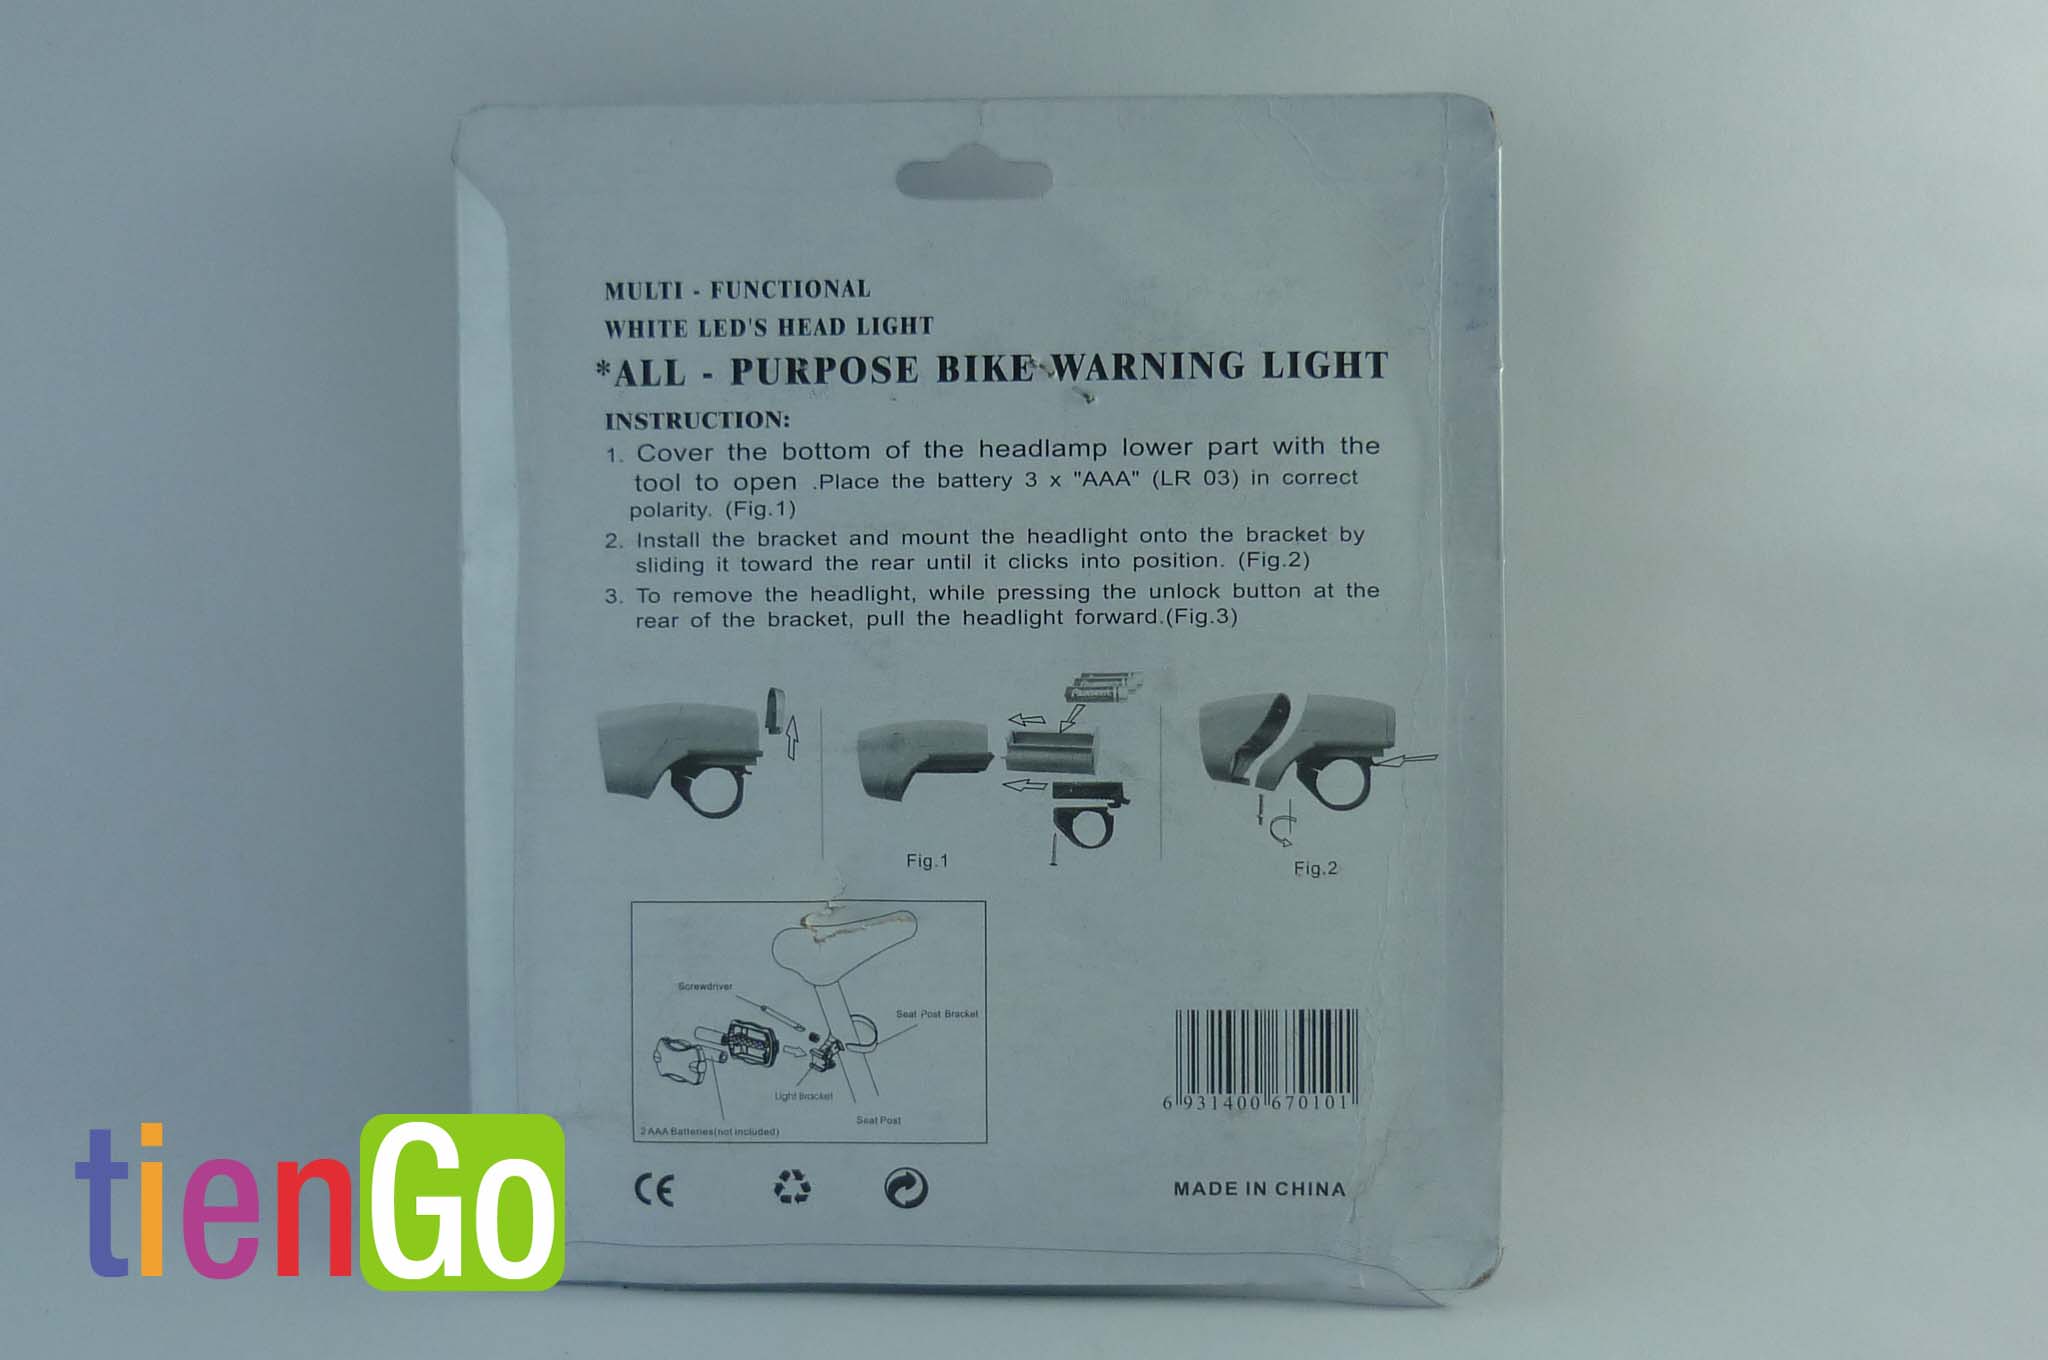 MULTI - FUNCTIONAL
WHITE LED'S HEAD LIGHT
*ALL - PURPOSE BIKE WARNING LIGHT
INSTRUCTION:
1. Cover the bottom of the headlamp lower part with the
tool to open .Place the battery 3 x "AAA" (LR 03) in correct
polarity. (Fig.1)
2. Install the bracket and mount the headlight onto the bracket by
sliding it toward the rear until it clicks into position. (Fig.2)
3. To remove the headlight, while pressing the unlock button at the
rear of the bracket, pull the headlight forward.(Fig.3)
Fig.1
Fig.2
Screwdriver
Seat Post Bracket
Light Bracket
Seat Post
2 AAA Batteries(not included)
6 931400 670101
CE
MADE IN CHINA
tienGo